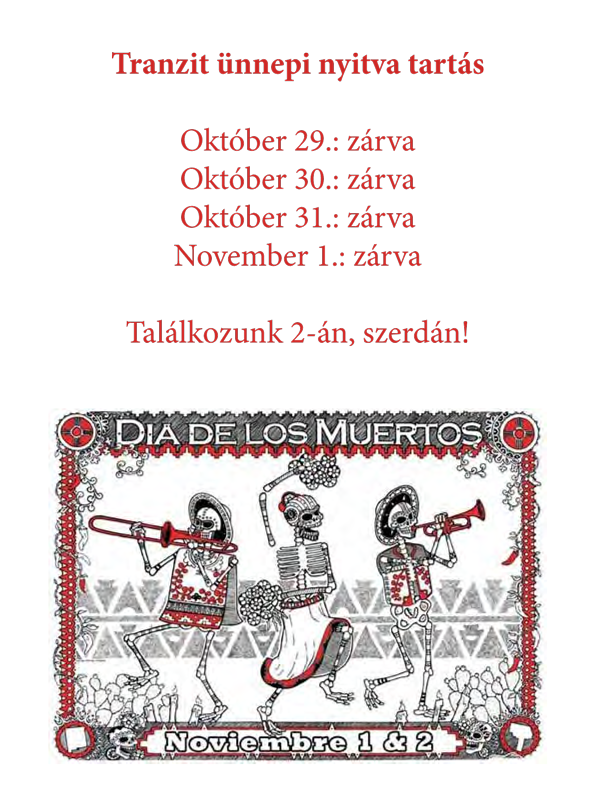 Tranzit ünnepi nyitva tartás
Október 29.: zárva
Október 30.: zárva
Október 31.: zárva
November 1.: zárva
Találkozunk 2-án, szerdán!
DIA DE LOS MUERTOS
Noviembre 1 & 2